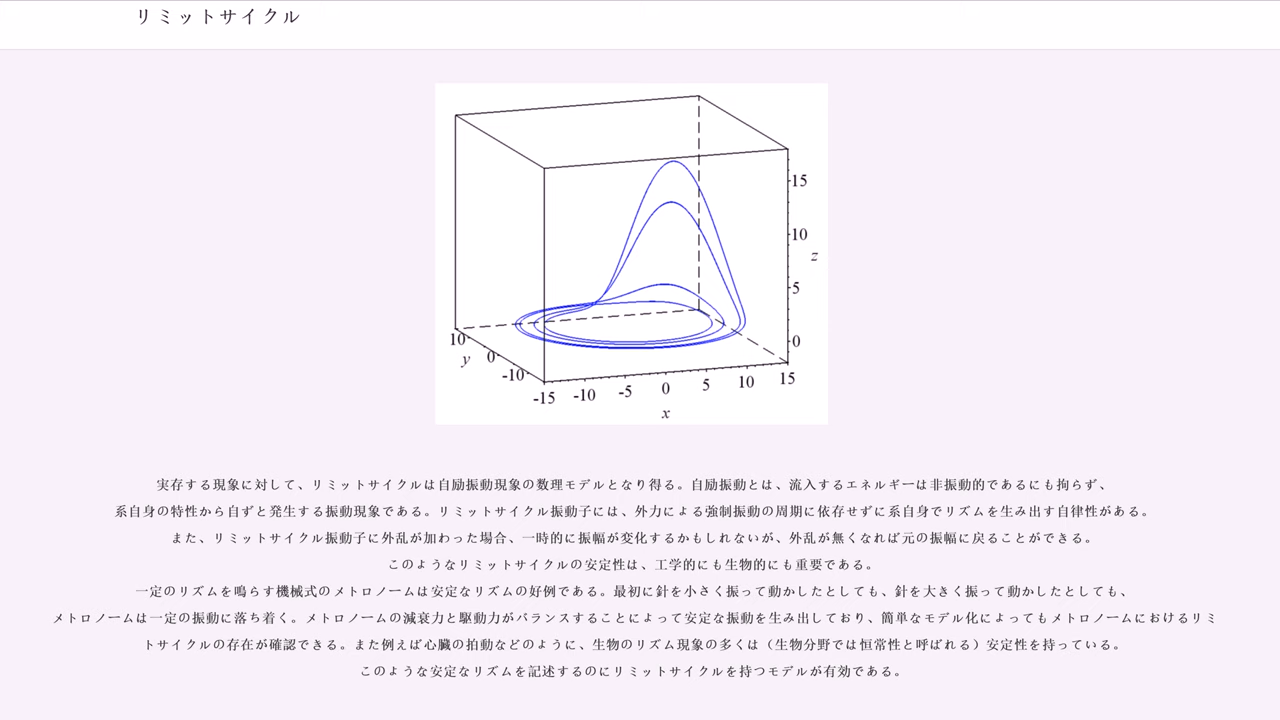 リミットサイクル
15
10
z
5
0
10
y
0
-10
-15 -10 -5 0 5 10 15
x
実存する現象に対して、リミットサイクルは自励振動現象の数理モデルとなり得る。自励振動とは、流入するエネルギーは非振動的であるにも拘らず、
系自身の特性から自ずと発生する振動現象である。リミットサイクル振動子には、外力による強制振動の周期に依存せずに系自身でリズムを生み出す自律性がある。
また、リミットサイクル振動子に外乱が加わった場合、一時的に振幅が変化するかもしれないが、外乱が無くなれば元の振幅に戻ることができる。
このようなリミットサイクルの安定性は、工学的にも生物的にも重要である。
一定のリズムを鳴らす機械式のメトロノームは安定なリズムの好例である。最初に針を小さく振って動かしたとしても、針を大きく振って動かしたとしても、
メトロノームは一定の振動に落ち着く。メトロノームの減衰力と駆動力がバランスすることによって安定な振動を生み出しており、簡単なモデル化によってもメトロノームにおけるリミ
トサイクルの存在が確認できる。また例えば心臓の拍動などのように、生物のリズム現象の多くは（生物分野では恒常性と呼ばれる）安定性を持っている。
このような安定なリズムを記述するのにリミットサイクルを持つモデルが有効である。